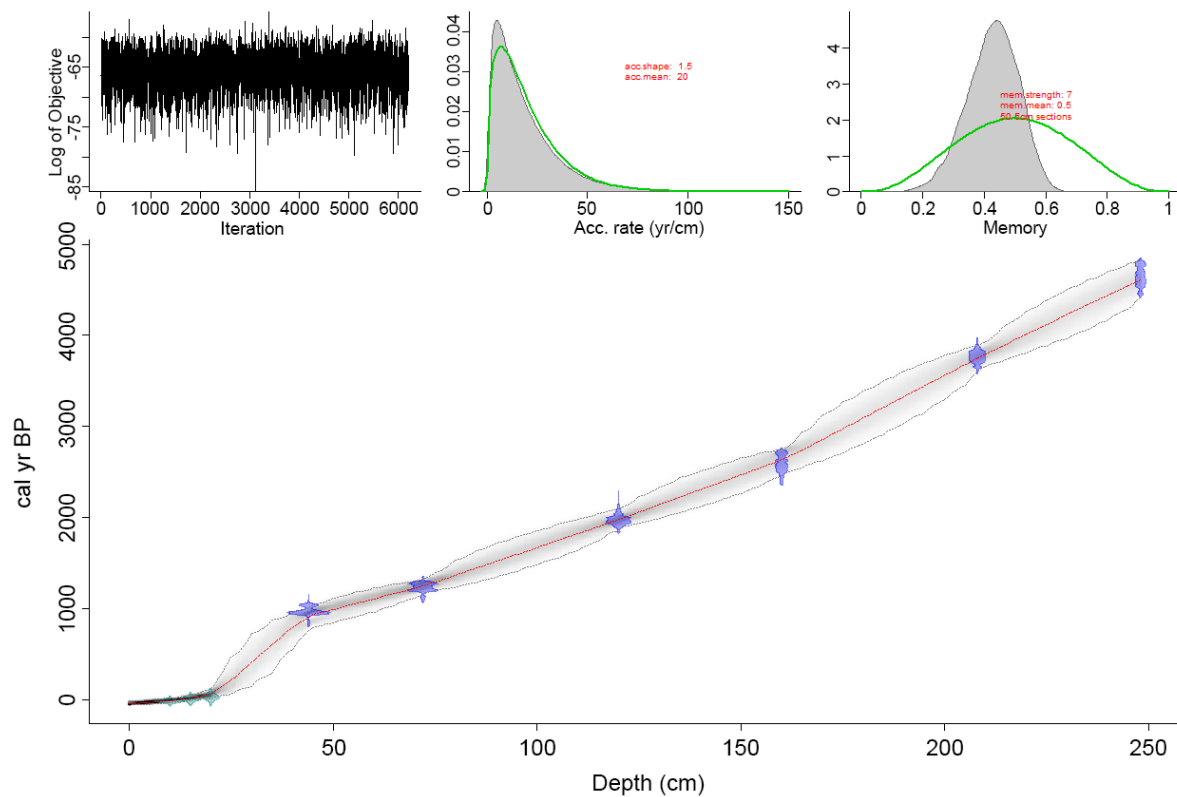 Log of Objective
-65
-75
-85
0 1000 2000 3000 4000 5000 6000
Iteration
0.04
0.03
0.01
0
acc.shape: 1.5
acc.mean: 20
0 50 100 150
Acc. rate (yr/cm)
4
3
2
1
0
mem.strength: 7
mem.mean: 0.5
50 5cm sections
0 0.2 0.4 0.6 0.8 1
Memory
cal yr BP
5000
4000
3000
2000
1000
0
0 50 100 150 200 250
Depth (cm)